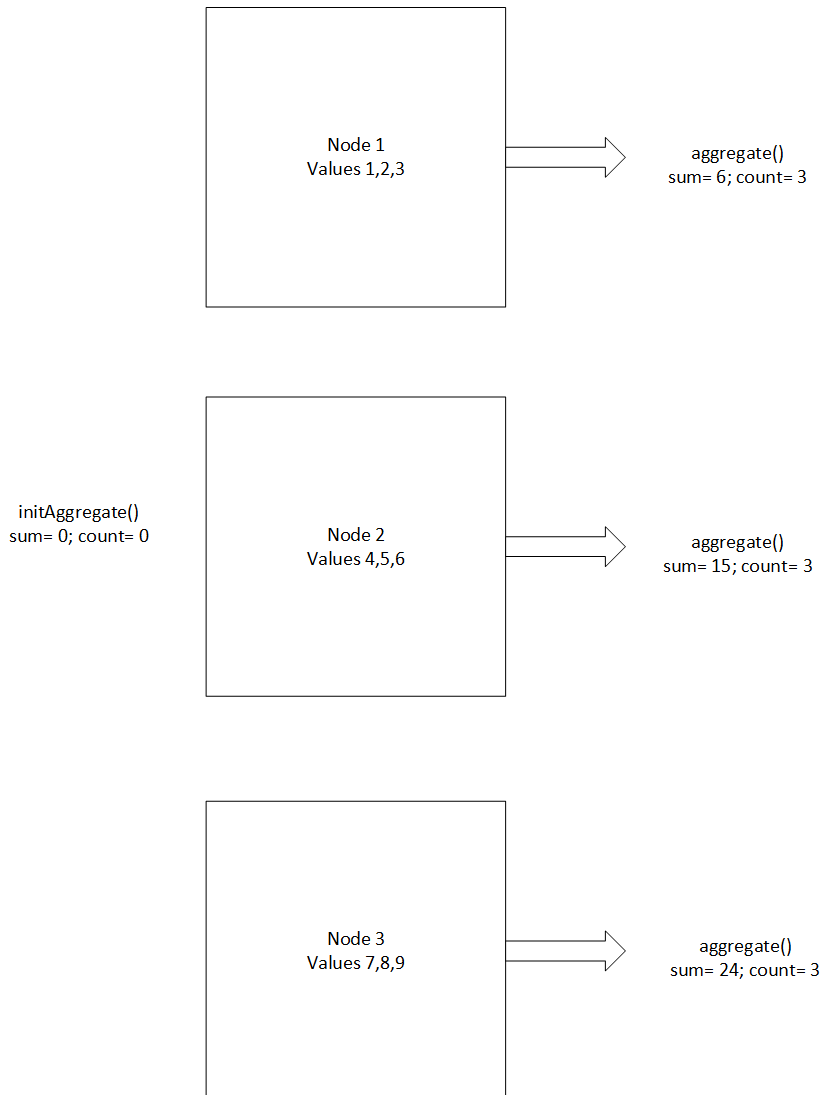 Node 1
Values 1,2,3
aggregate()
sum= 6; count= 3
initAggregate()
sum= 0; count= 0
Node 2
Values 4,5,6
aggregate()
sum= 15; count= 3
Node 3
Values 7,8,9
aggregate()
sum= 24; count= 3